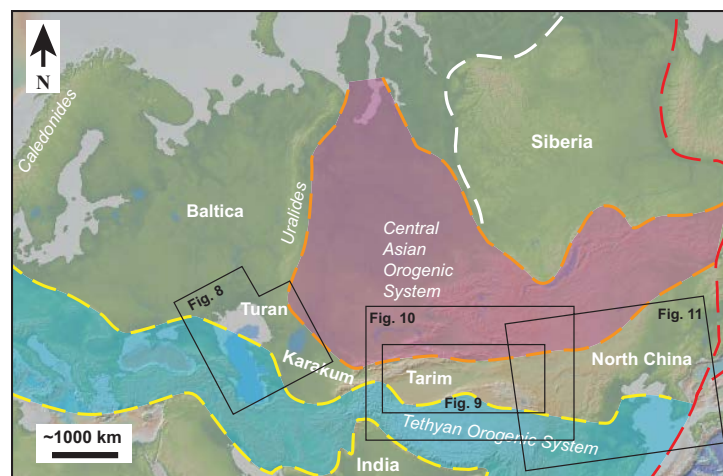 N
Caledonides
Siberia
Baltica
Uralides
Central
Asian
Orogenic
System
Fig. 8
Turan
Fig. 10
Fig. 11
Karakum
North China
Tarim
Fig. 9
Tethyan Orogenic System
~1000 km
India